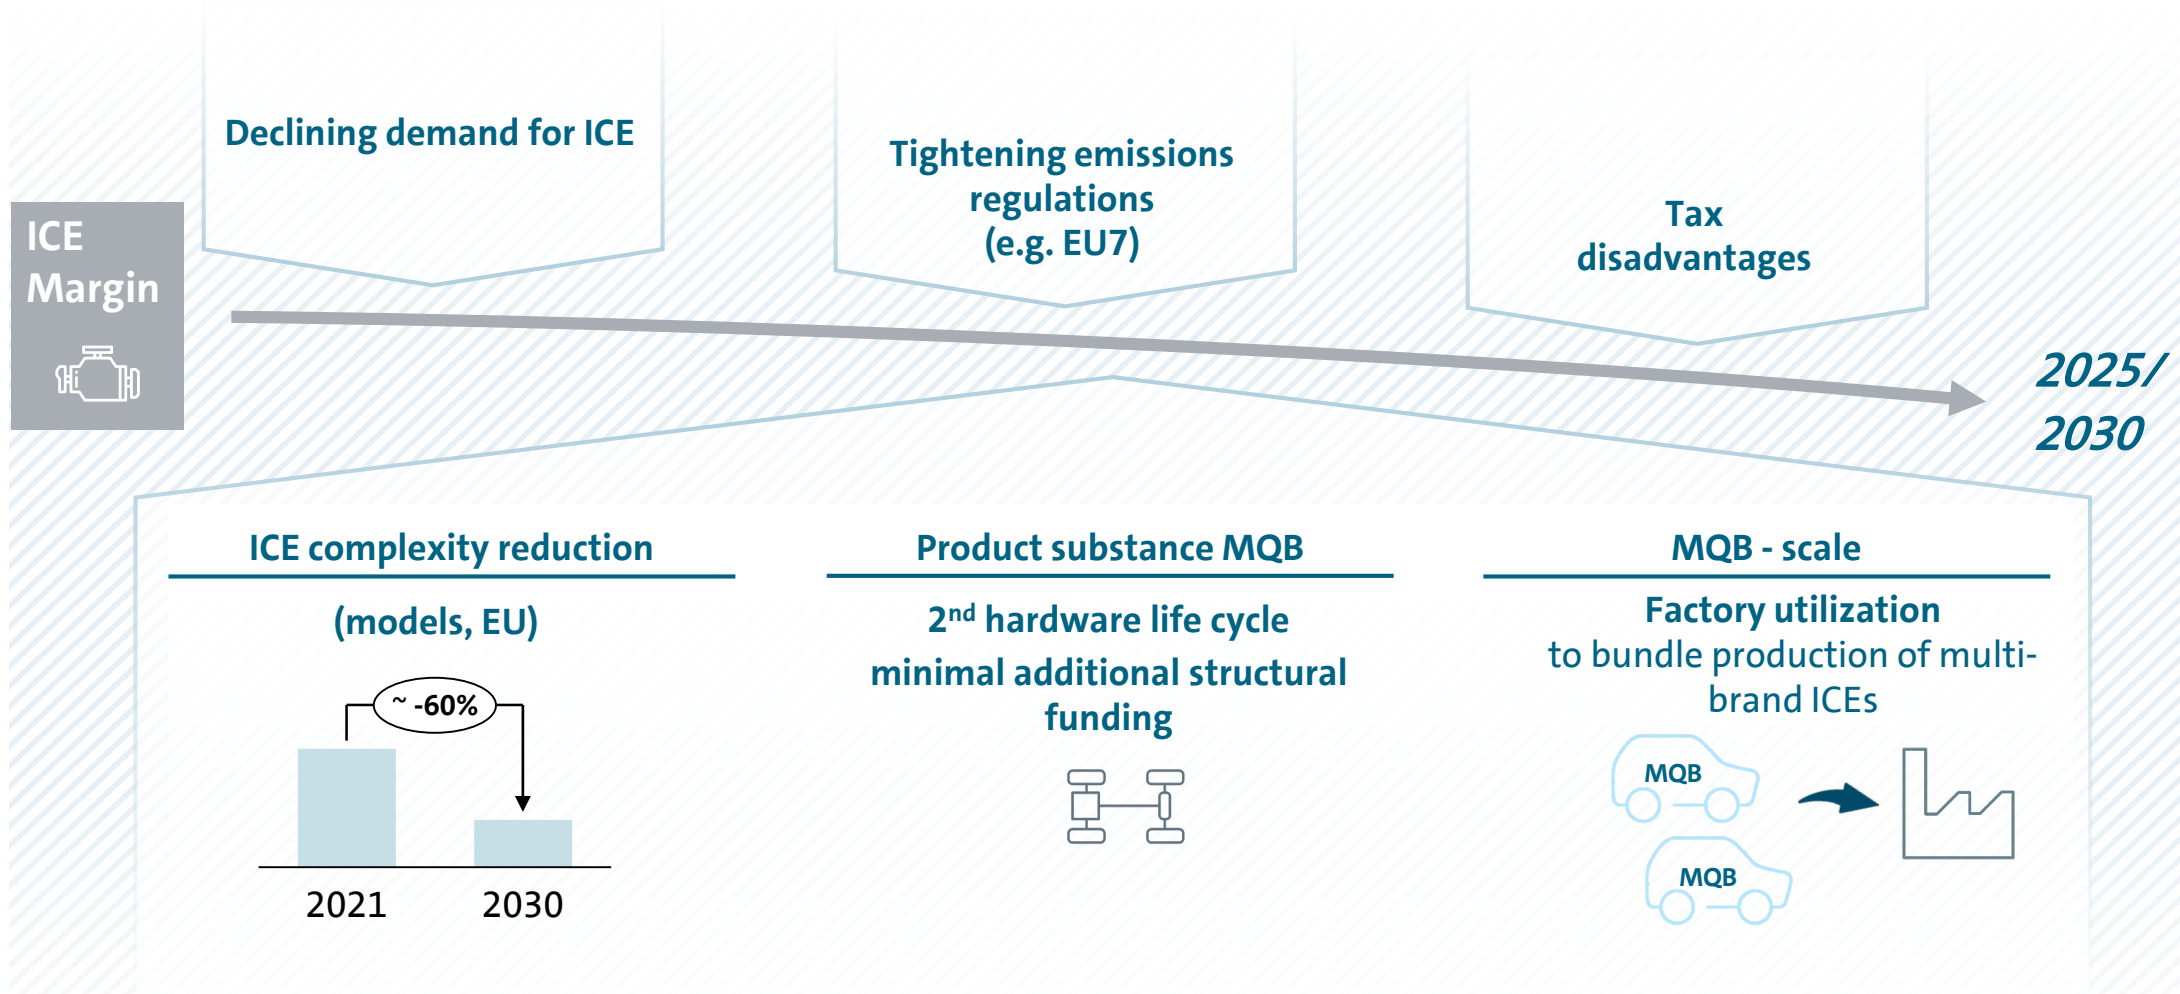 Declining demand for ICE
Tightening emissions
regulations
(e.g. EU7)
Tax
disadvantages
ICE
Margin
2025/
2030
ICE complexity reduction
(models, EU)
~ -60%
2021
2030
Product substance MQB
2nd hardware life cycle
minimal additional structural
funding
MQB - scale
Factory utilization
to bundle production of multi-
brand ICEs
MQB
MQB